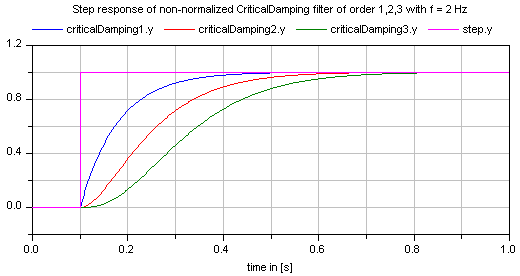 Step response of non-normalized CriticalDamping filter of order 1,2,3 with f = 2 Hz
criticalDamping1.y criticalDamping2.y criticalDamping3.y step.y
1.2
0.8
0.4
0.0
0.0 0.2 0.4 0.6 0.8 1.0
time in [s]